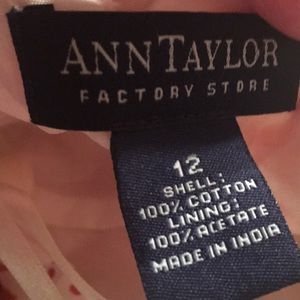 ANN TAYLOR
FACTORY STORE
12
SHELL:
100% COTTON
LINING:
100% ACETATE
MADE IN INDIA